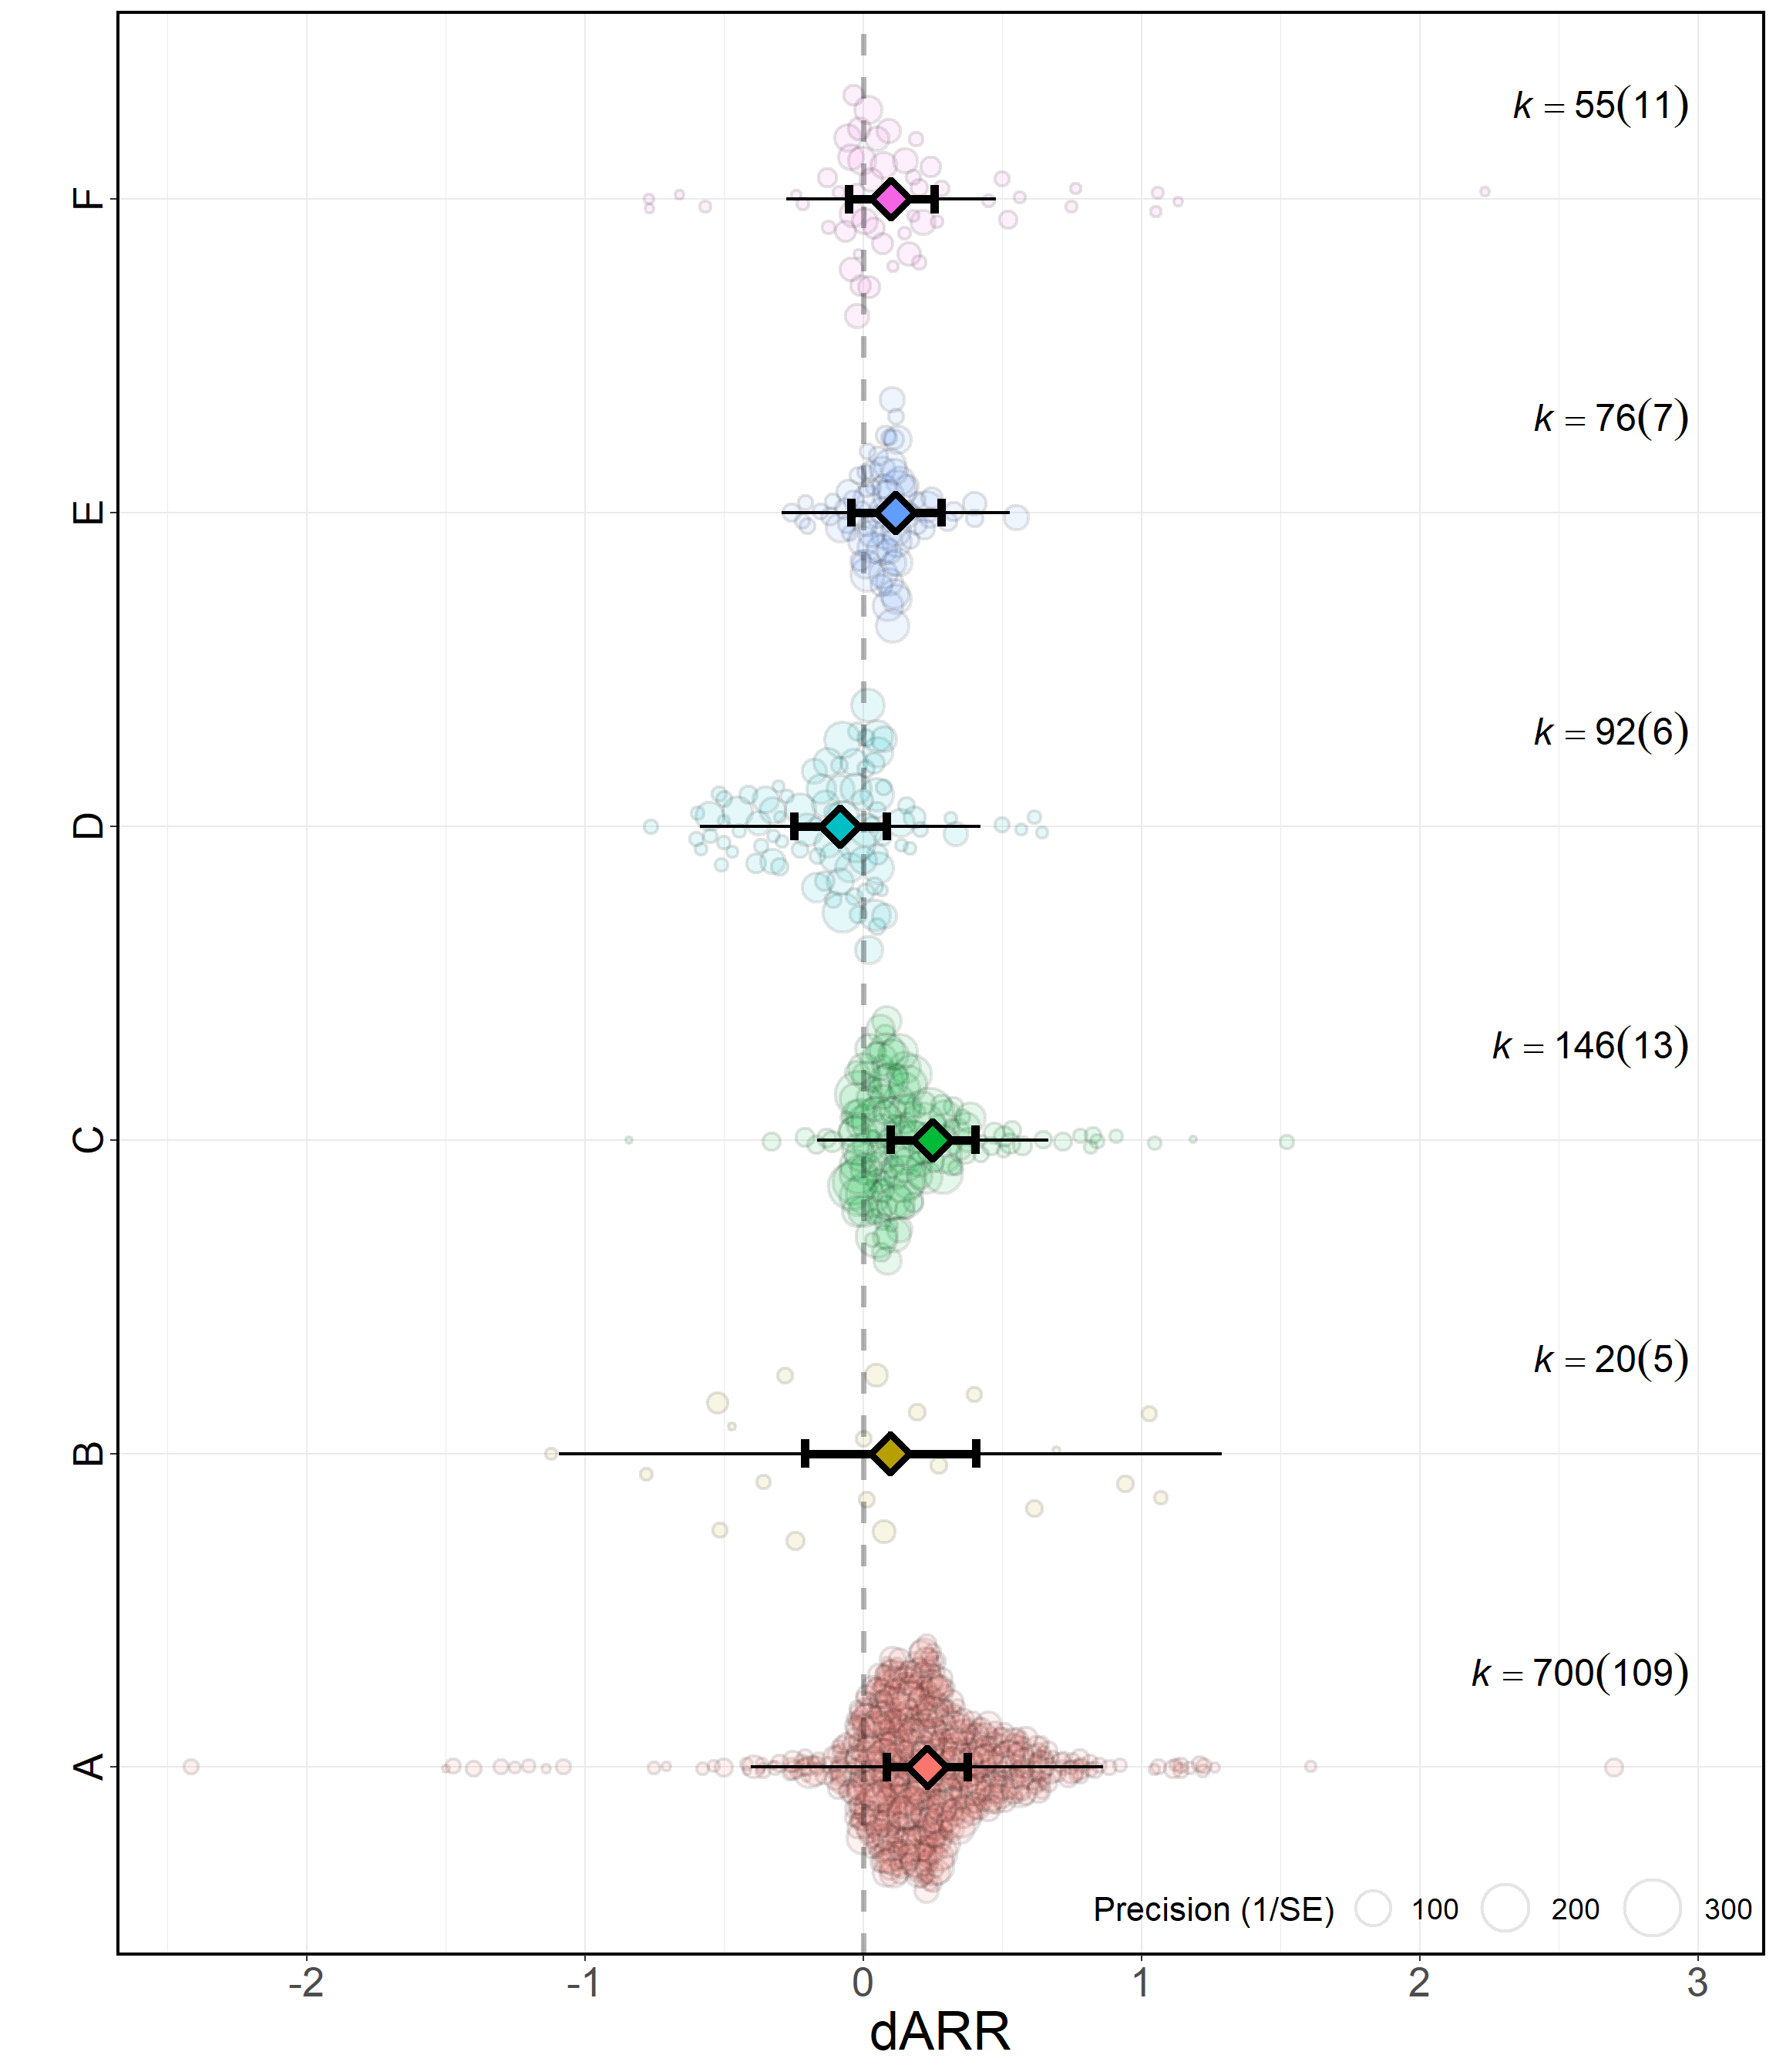 F
k = 55(11)
E
k = 76(7)
D
k = 92(6)
C
k = 146(13)
B
k = 20(5)
A
k = 700(109)
Precision (1/SE) 100 200 300
-2 -1 0 1 2 3
dARR